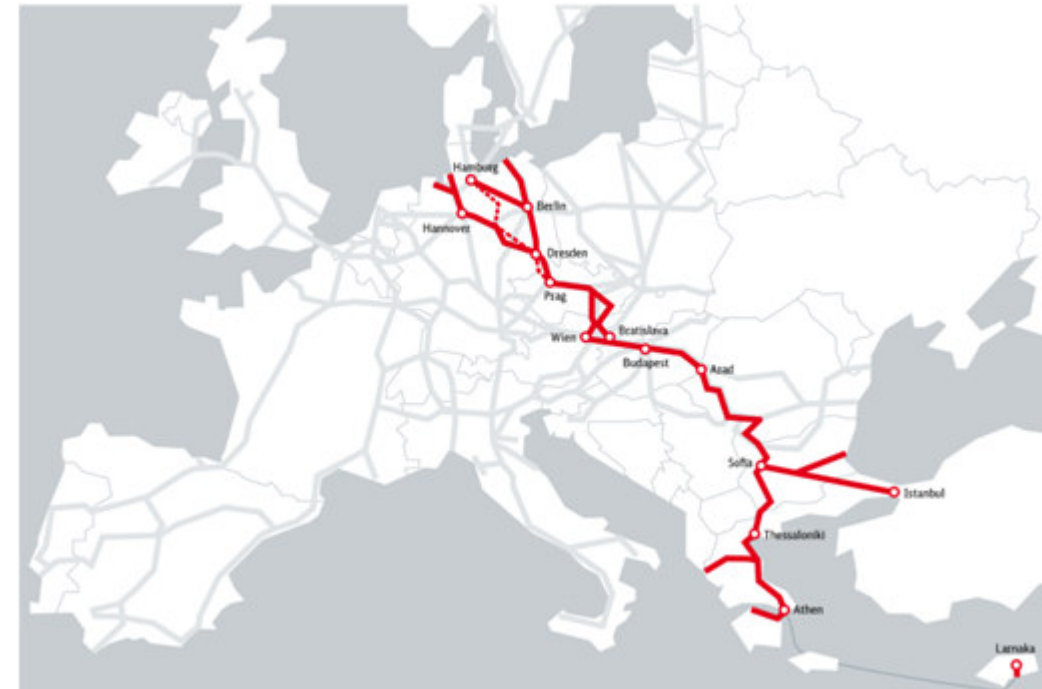 Hamburg
Berlin
Hannover
Dresden
Prag
Wien
Bratislava
Budapest
Arad
Sofia
Istanbul
Thessaloniki
Athen
Larnaka